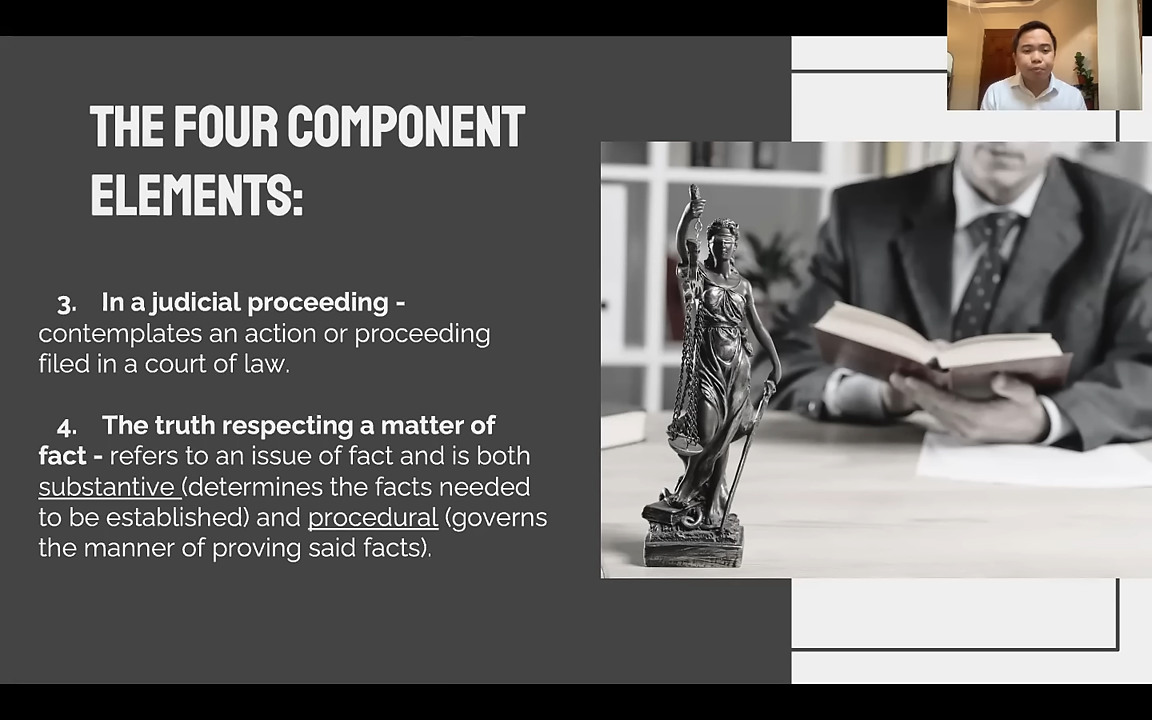 THE FOUR COMPONENT
ELEMENTS:
3. In a judicial proceeding -
contemplates an action or proceeding
filed in a court of law.
4. The truth respecting a matter of
fact - refers to an issue of fact and is both
substantive (determines the facts needed
to be established) and procedural (governs
the manner of proving said facts).